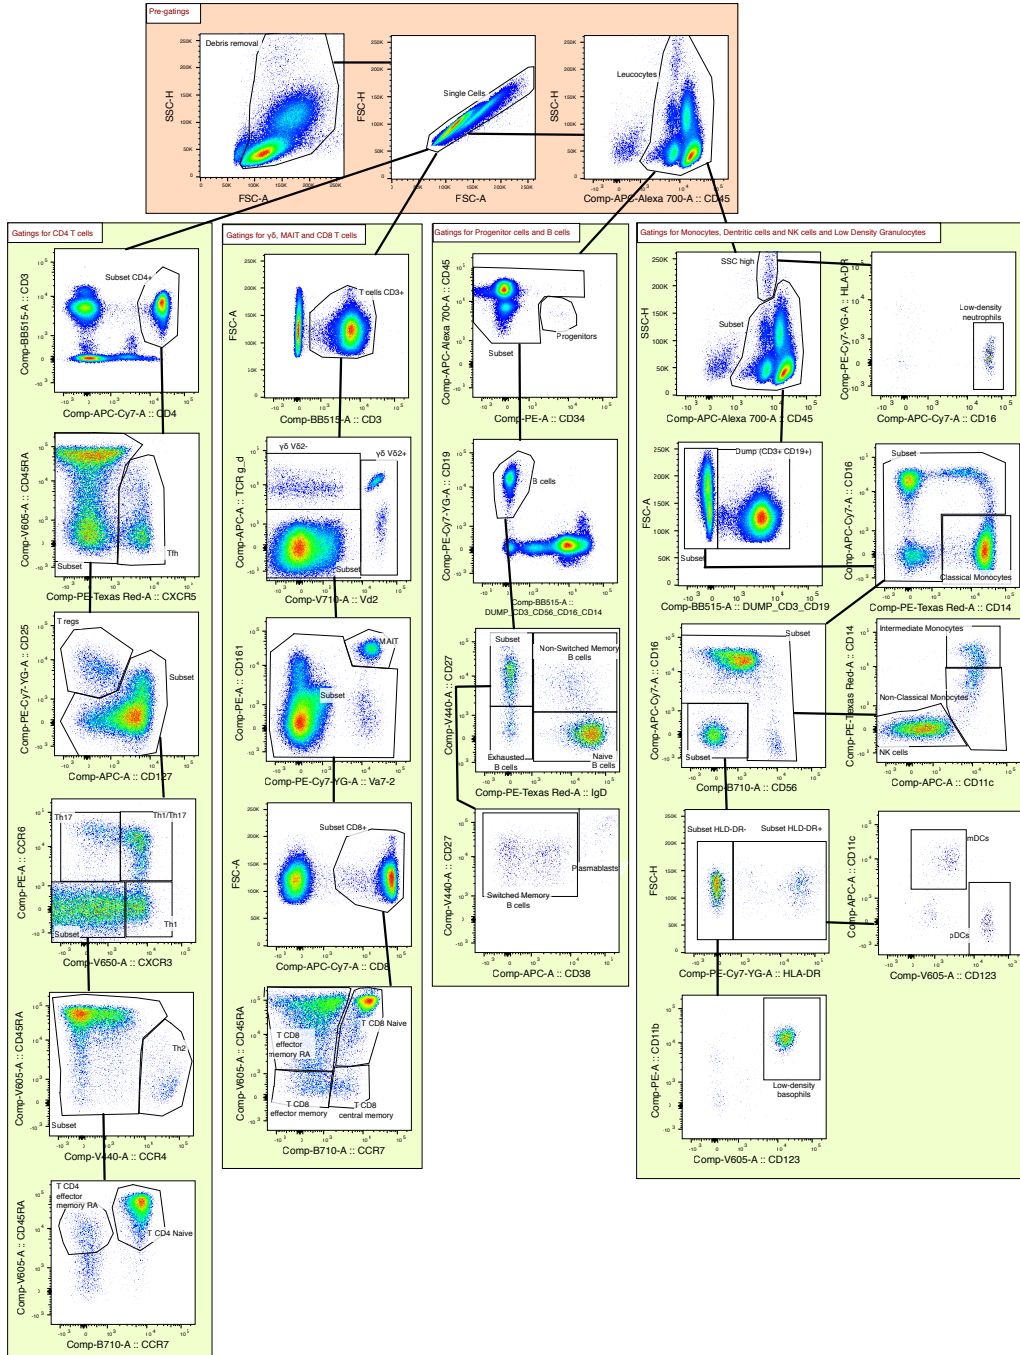 Pre-gatings
Debris removal
SSC-H
FSC-A
Single Cells
FSC-H
FSC-A
Leucocytes
SSC-H
Comp-APC-Alexa 700-A :: CD45
Gatings for CD4 T cells
Subset CD4+
Comp-BB515-A :: CD3
Comp-APC-Cy7-A :: CD4
Comp-V605-A :: CD45RA
Tfh
Subset
Comp-PE-Texas Red-A :: CXCR5
T regs
Subset
Comp-PE-Cy7-YG-A :: CD25
Comp-APC-A :: CD127
Th17
Th1/Th17
Comp-PE-A :: CCR6
Subset
Th1
Comp-V650-A :: CXCR3
Comp-V605-A :: CD45RA
Th2
Subset
Comp-V440-A :: CCR4
T CD4
effector
memory RA
T CD4 Naive
Comp-V605-A :: CD45RA
Comp-B710-A :: CCR7
Gatings for γδ, MAIT and CD8 T cells
T cells CD3+
FSC-A
Comp-BB515-A :: CD3
γδ Vδ2-
γδ Vδ2+
Comp-APC-A :: TCR g_d
Subset
Comp-V710-A :: Vd2
MAIT
Subset
Comp-PE-A :: CD161
Comp-PE-Cy7-YG-A :: Va7-2
Subset CD8+
FSC-A
Comp-APC-Cy7-A :: CD8
T CD8
effector
memory RA
T CD8 Naive
T CD8
effector memory
T CD8
central memory
Comp-V605-A :: CD45RA
Comp-B710-A :: CCR7
Gatings for Progenitor cells and B cells
Comp-APC-Alexa 700-A :: CD45
Progenitors
Subset
Comp-PE-A :: CD34
B cells
Comp-PE-Cy7-YG-A :: CD19
Comp-BB515-A ::
DUMP_CD3_CD56_CD16_CD14
Subset
Non-Switched Memory
B cells
Exhausted
B cells
Naive
B cells
Comp-V440-A :: CD27
Comp-PE-Texas Red-A :: IgD
Plasmablasts
Switched Memory
B cells
Comp-V440-A :: CD27
Comp-APC-A :: CD38
Gatings for Monocytes, Dentritic cells and NK cells and Low Density Granulocytes
SSC high
Subset
SSC-H
Comp-APC-Alexa 700-A :: CD45
Low-density
neutrophils
Comp-PE-Cy7-YG-A :: HLA-DR
Comp-APC-Cy7-A :: CD16
Dump (CD3+ CD19+)
Subset
FSC-A
Comp-BB515-A :: DUMP_CD3_CD19
Subset
Classical Monocytes
Comp-APC-Cy7-A :: CD16
Comp-PE-Texas Red-A :: CD14
Subset
Subset
Comp-APC-Cy7-A :: CD16
Comp-B710-A :: CD56
Intermediate Monocytes
Non-Classical Monocytes
NK cells
Comp-PE-Texas Red-A :: CD14
Comp-APC-A :: CD11c
Subset HLD-DR-
Subset HLD-DR+
FSC-H
Comp-PE-Cy7-YG-A :: HLA-DR
mDCs
pDCs
Comp-APC-A :: CD11c
Comp-V605-A :: CD123
Low-density
basophils
Comp-PE-A :: CD11b
Comp-V605-A :: CD123